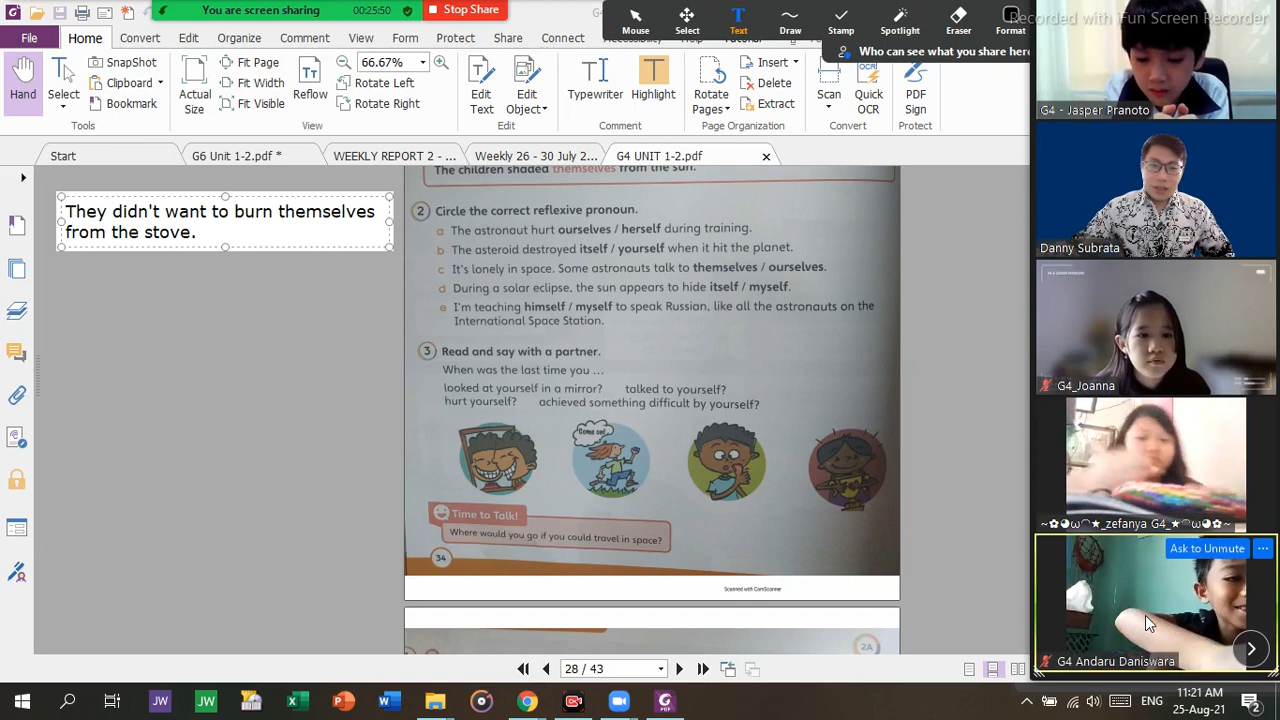 You are screen sharing
25:50
Stop Share
Mouse
Select
Text
Draw
Stamp
Spotlight
Eraser
Format
Recorded with iFun Screen Recorder
Who can see what you share here
File
Home
Convert
Edit
Organize
Comment
View
Form
Protect
Connect
Hand
Select
SnapShot
Clipboard
Bookmark
Tools
Actual
Size
Fit Page
Fit Width
Fit Visible
Reflow
66.67%
Rotate Left
Rotate Right
View
Edit
Text
Edit
Object
Edit
Typewriter
Highlight
Comment
Rotate
Pages
Insert
Delete
Extract
Page Organization
Scan
Quick
OCR
Convert
PDF
Sign
Protect
Start
G6 Unit 1-2.pdf *
WEEKLY REPORT 2 - ...
Weekly 26 - 30 July 2...
G4 UNIT 1-2.pdf
They didn't want to burn themselves
from the stove.
The children shaded themselves from the sun.
2 Circle the correct reflexive pronoun.
a The astronaut hurt ourselves / herself during training.
b The asteroid destroyed itself / yourself when it hit the planet.
c It's lonely in space. Some astronauts talk to themselves / ourselves.
d During a solar eclipse, the sun appears to hide itself / myself.
e I'm teaching himself / myself to speak Russian, like all the astronauts on the
International Space Station.
3 Read and say with a partner.
When was the last time you ...
looked at yourself in a mirror? talked to yourself?
hurt yourself? achieved something difficult by yourself?
Come on!
Time to Talk!
Where would you go if you could travel in space?
34
Scanned with CamScanner
2A
28 / 43
G4 - Jasper Pranoto
Danny Subrata
G4_Joanna
~✿◕ω◠★_zefanya G4_★◠ω◕✿~
Ask to Unmute
G4 Andaru Daniswara
JW
JW
ENG
11:21 AM
25-Aug-21
2